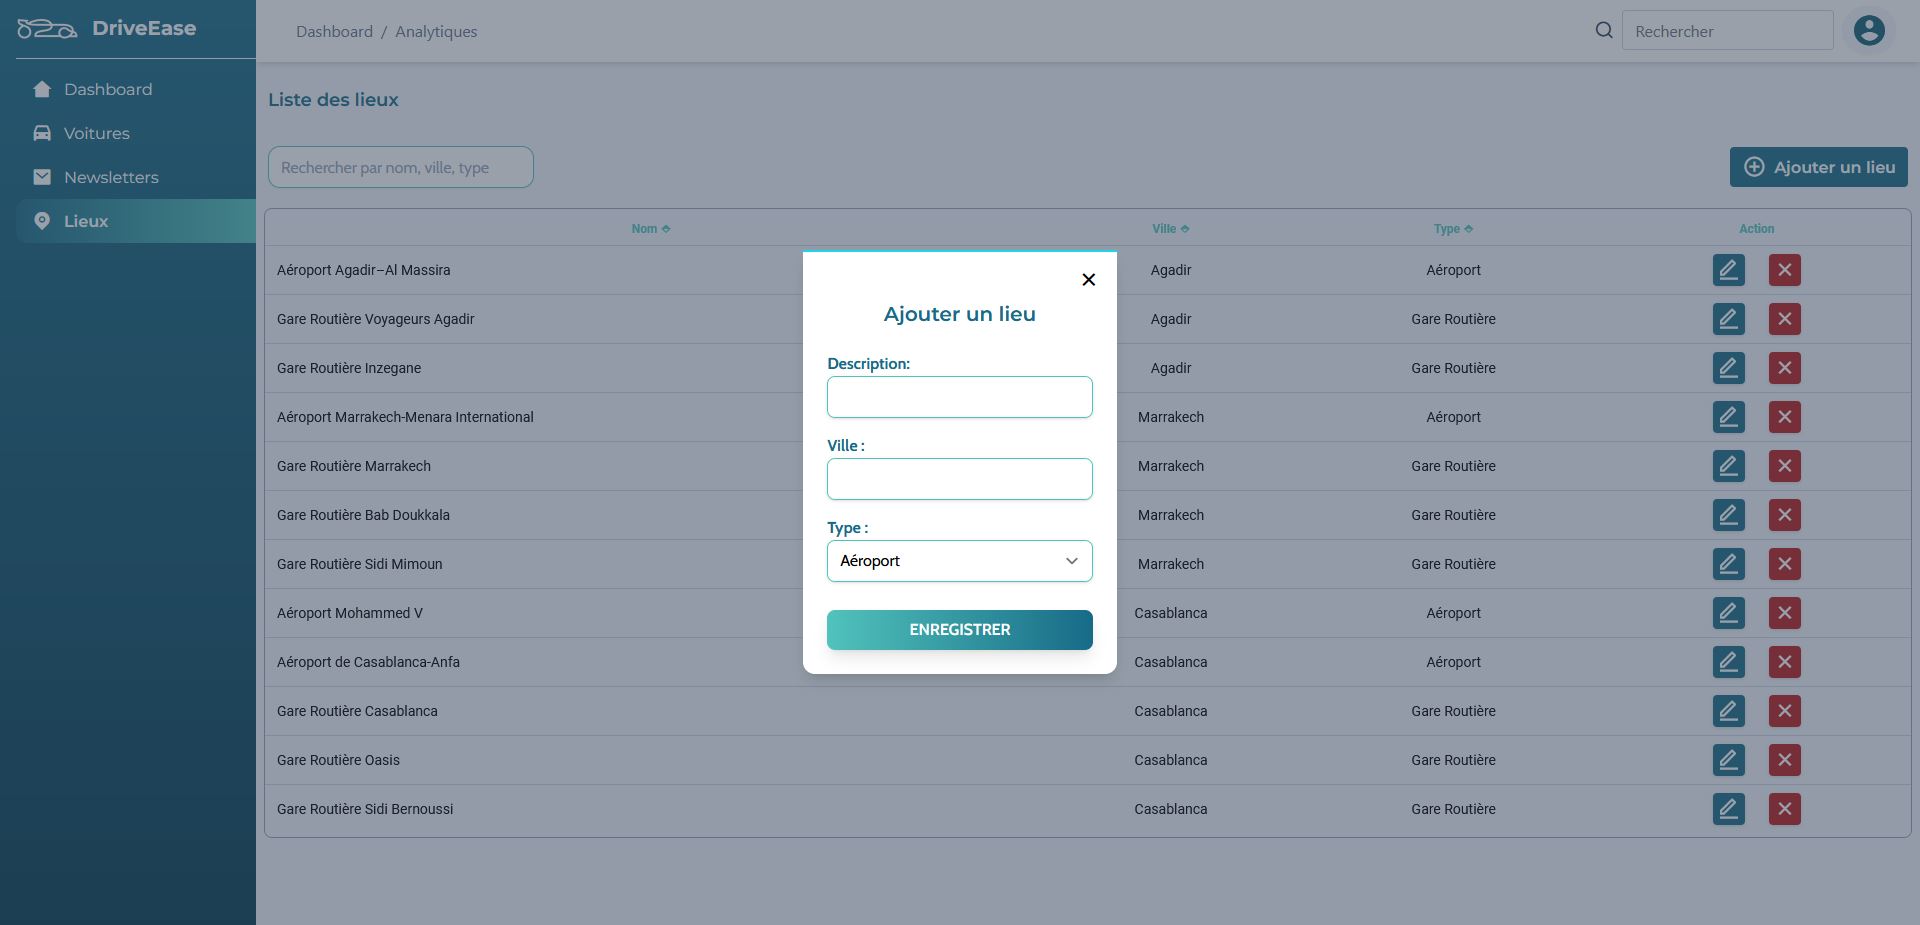 DriveEase
Dashboard
Voitures
Newsletters
Lieux
Dashboard / Analytiques
Rechercher
Liste des lieux
Rechercher par nom, ville, type
Ajouter un lieu
Nom Ville Type Action
Aéroport Agadir–Al Massira Agadir Aéroport
Gare Routière Voyageurs Agadir Agadir Gare Routière
Gare Routière Inzegane Agadir Gare Routière
Aéroport Marrakech-Menara International Marrakech Aéroport
Gare Routière Marrakech Marrakech Gare Routière
Gare Routière Bab Doukkala Marrakech Gare Routière
Gare Routière Sidi Mimoun Marrakech Gare Routière
Aéroport Mohammed V Casablanca Aéroport
Aéroport de Casablanca-Anfa Casablanca Aéroport
Gare Routière Casablanca Casablanca Gare Routière
Gare Routière Oasis Casablanca Gare Routière
Gare Routière Sidi Bernoussi Casablanca Gare Routière
Ajouter un lieu
Description:
Ville :
Type :
Aéroport
ENREGISTRER